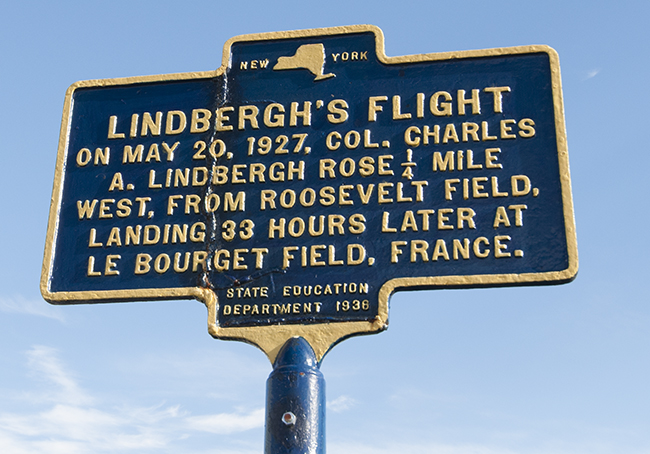 NEW YORK
LINDBERGH'S FLIGHT
ON MAY 20, 1927, COL. CHARLES
A. LINDBERGH ROSE 1/4 MILE
WEST, FROM ROOSEVELT FIELD,
LANDING 33 HOURS LATER AT
LE BOURGET FIELD, FRANCE.
STATE EDUCATION
DEPARTMENT 1938